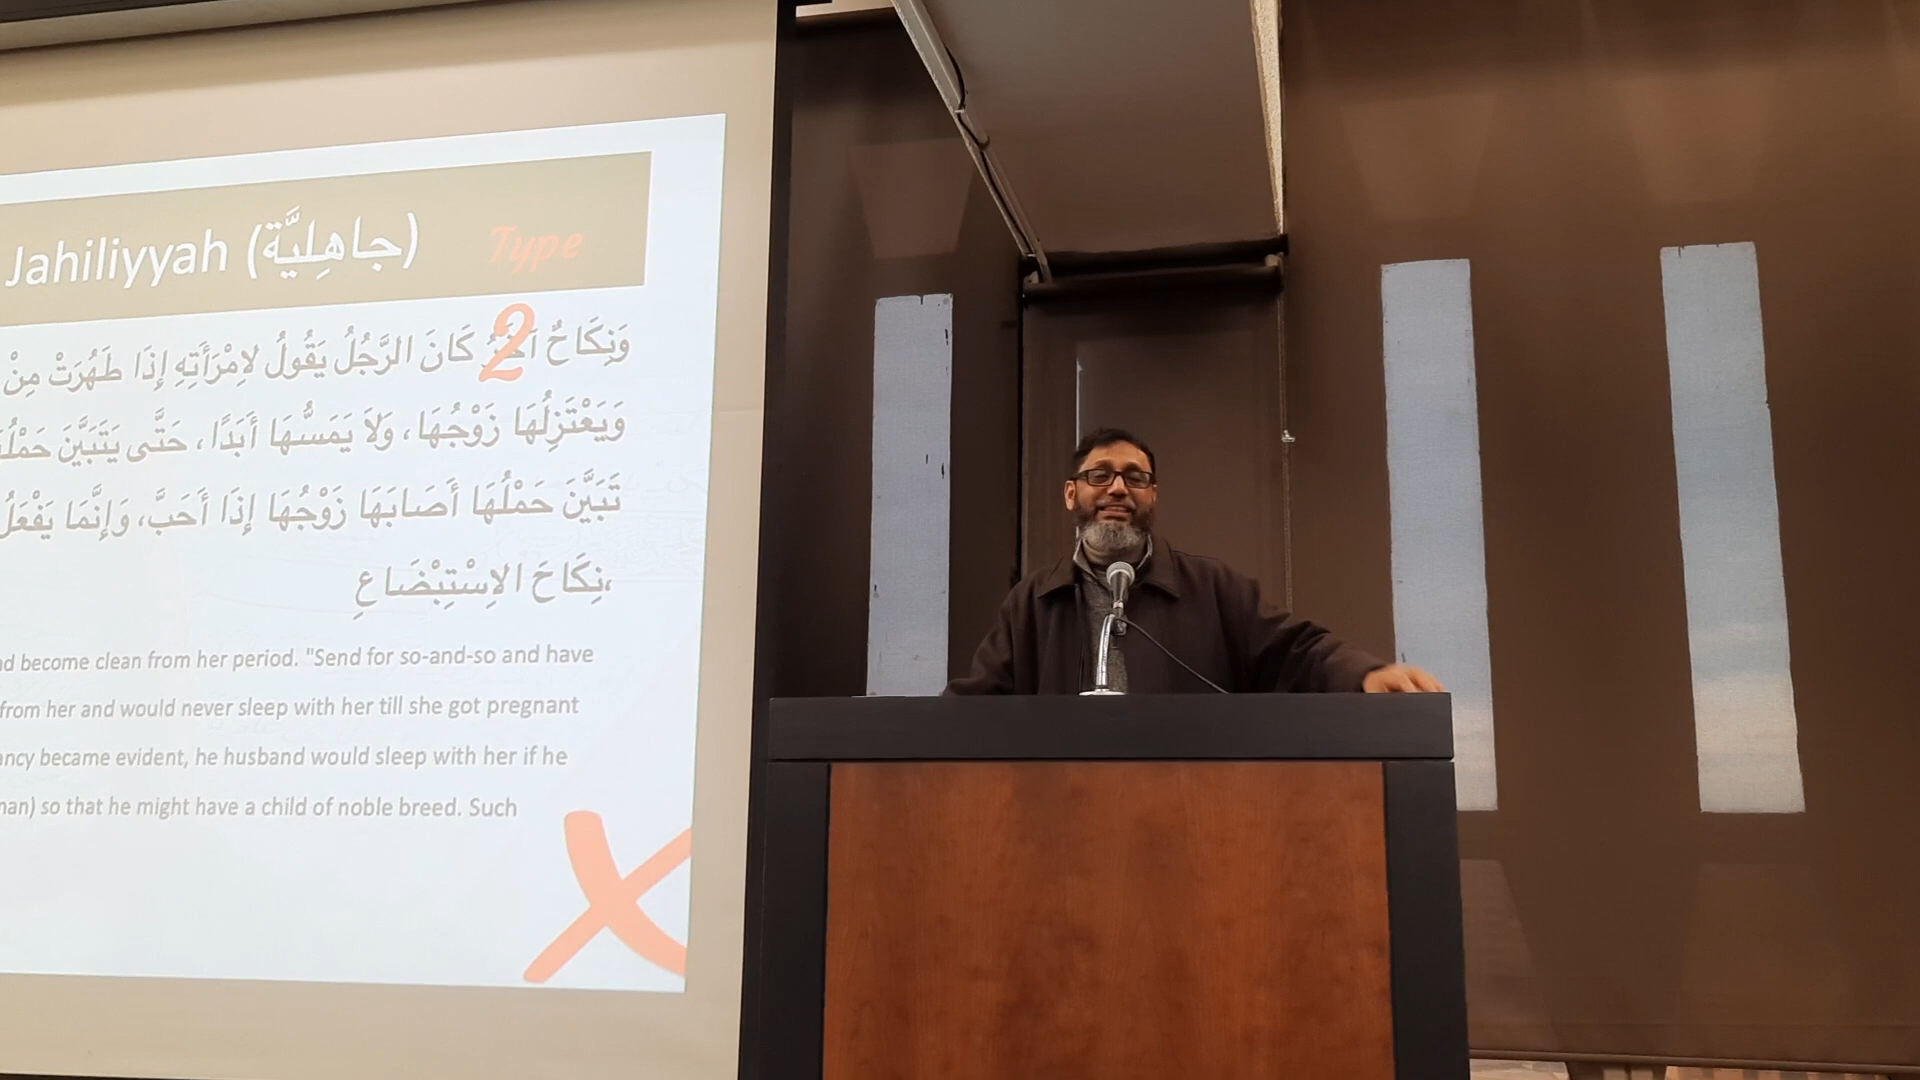 Jahiliyyah (جاهِلِيَّة)
Type
2
وَنِكَاحٌ آخَرُ كَانَ الرَّجُلُ يَقُولُ لاِمْرَأَتِهِ إِذَا طَهُرَتْ مِنْ
وَيَعْتَزِلُهَا زَوْجُهَا، وَلاَ يَمَسُّهَا أَبَدًا، حَتَّى يَتَبَيَّنَ
تَبَيَّنَ حَمْلُهَا أَصَابَهَا زَوْجُهَا إِذَا أَحَبَّ، وَإِنَّمَا يَفْعَلُ
،نِكَاحَ الاِسْتِبْضَاعِ
become clean from her period. "Send for so-and-so and have
from her and would never sleep with her till she got pregnant
became evident, he husband would sleep with her if he
so that he might have a child of noble breed. Such